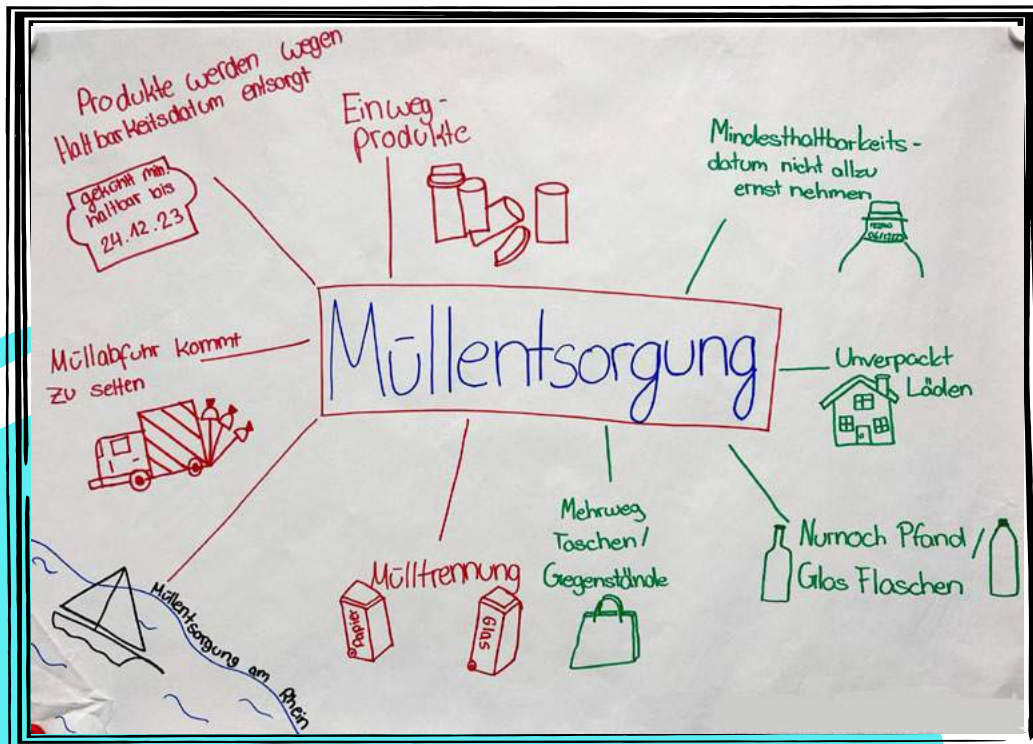 Produkte werden wegen
Haltbarkeitsdatum entsorgt
gekühlt min!
haltbar bis
24.12.23
Einweg-
produkte
Mindesthaltbarkeits-
datum nicht allzu
ernst nehmen
Müllentsorgung
Müllabfuhr kommt
zu selten
Unverpackt
Läden
Mülltrennung
Papier
Glas
Mehrweg
Taschen/
Gegenstände
Nurnoch Pfand/
Glas Flaschen
Müllentsorgung am Rhein